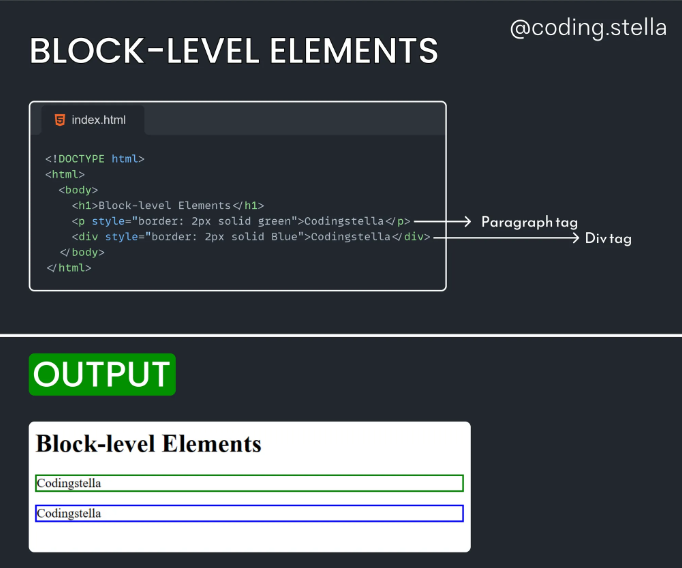 @coding.stella
BLOCK-LEVEL ELEMENTS
index.html
<!DOCTYPE html>
<html>
<body>
<h1>Block-level Elements</h1>
<p style="border: 2px solid green">Codingstella</p>
Paragraph tag
<div style="border: 2px solid Blue">Codingstella</div>
Div tag
</body>
</html>
OUTPUT
Block-level Elements
Codingstella
Codingstella